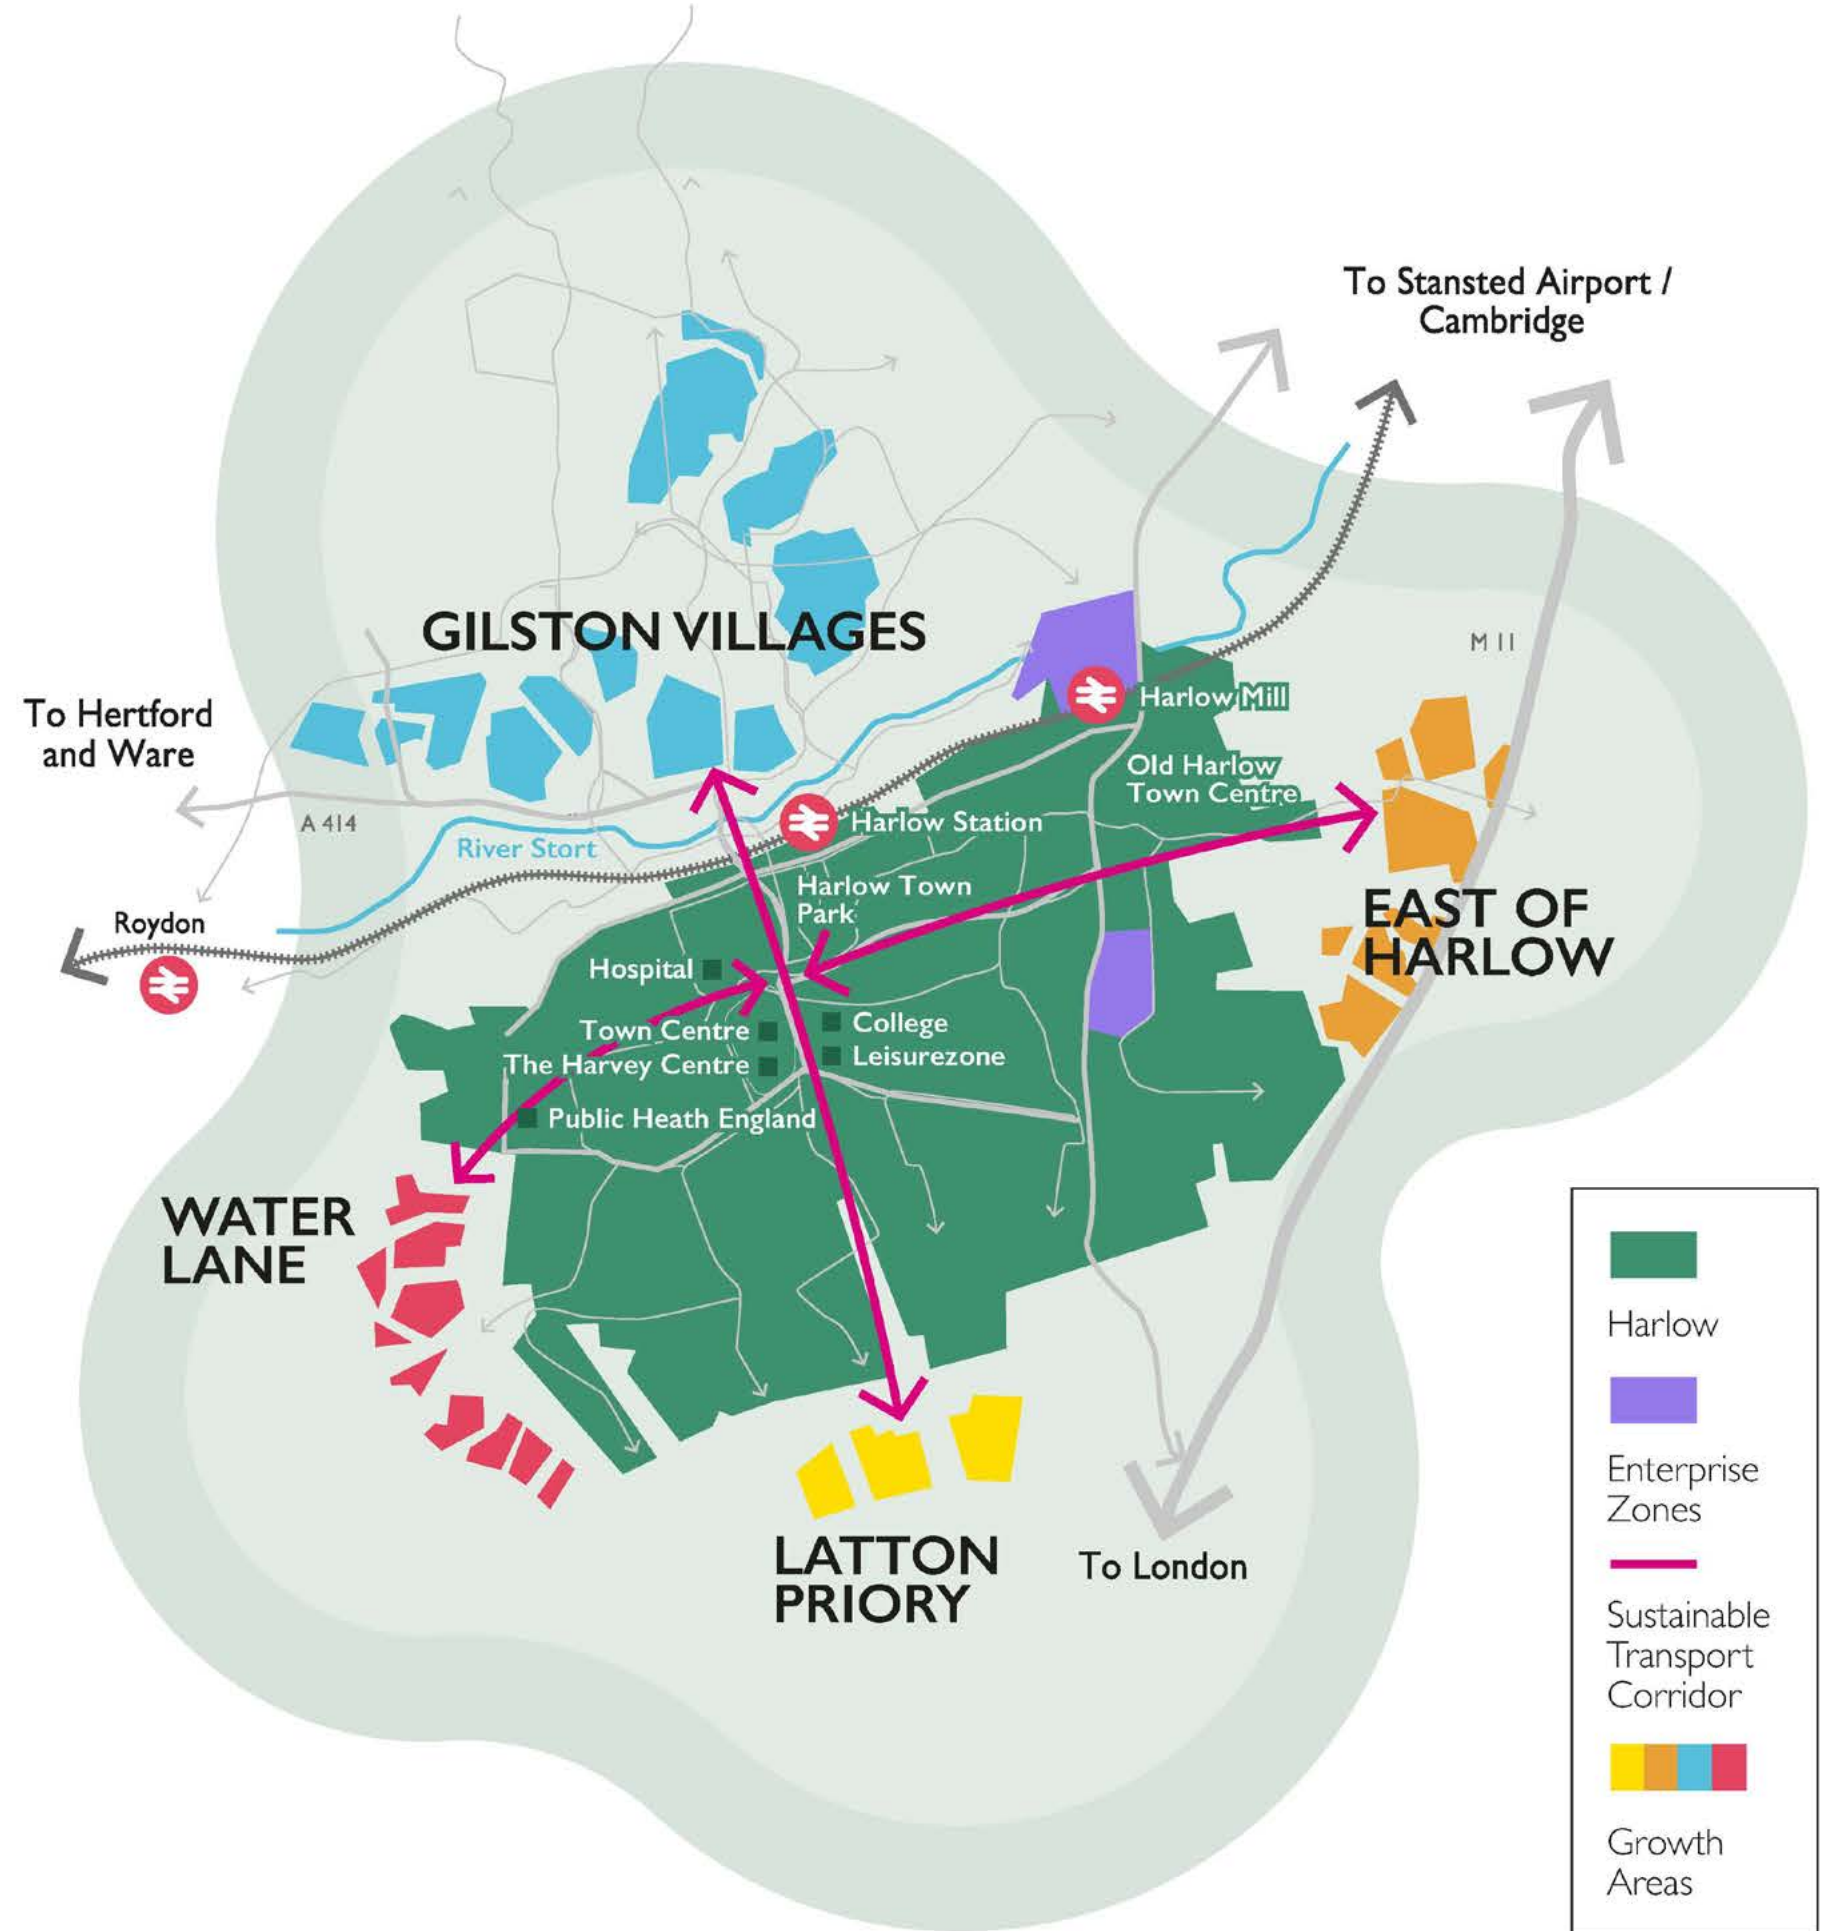 To Stansted Airport /
Cambridge
GILSTON VILLAGES
M 11
To Hertford
and Ware
Harlow Mill
Old Harlow
Town Centre
A 414
Harlow Station
River Stort
Harlow Town
Park
EAST OF
HARLOW
Roydon
Hospital
Town Centre
College
The Harvey Centre
Leisurezone
Public Heath England
WATER
LANE
LATTON
PRIORY
To London
Harlow
Enterprise
Zones
Sustainable
Transport
Corridor
Growth
Areas